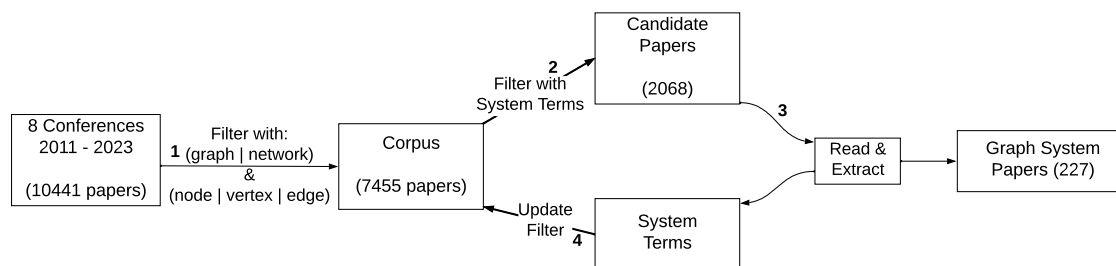 8 Conferences
2011 - 2023
(10441 papers)
1
Filter with:
(graph | network)
&
(node | vertex | edge)
Corpus
(7455 papers)
2
Filter with
System Terms
Candidate
Papers
(2068)
3
Read &
Extract
Graph System
Papers (227)
System
Terms
Update
Filter
4